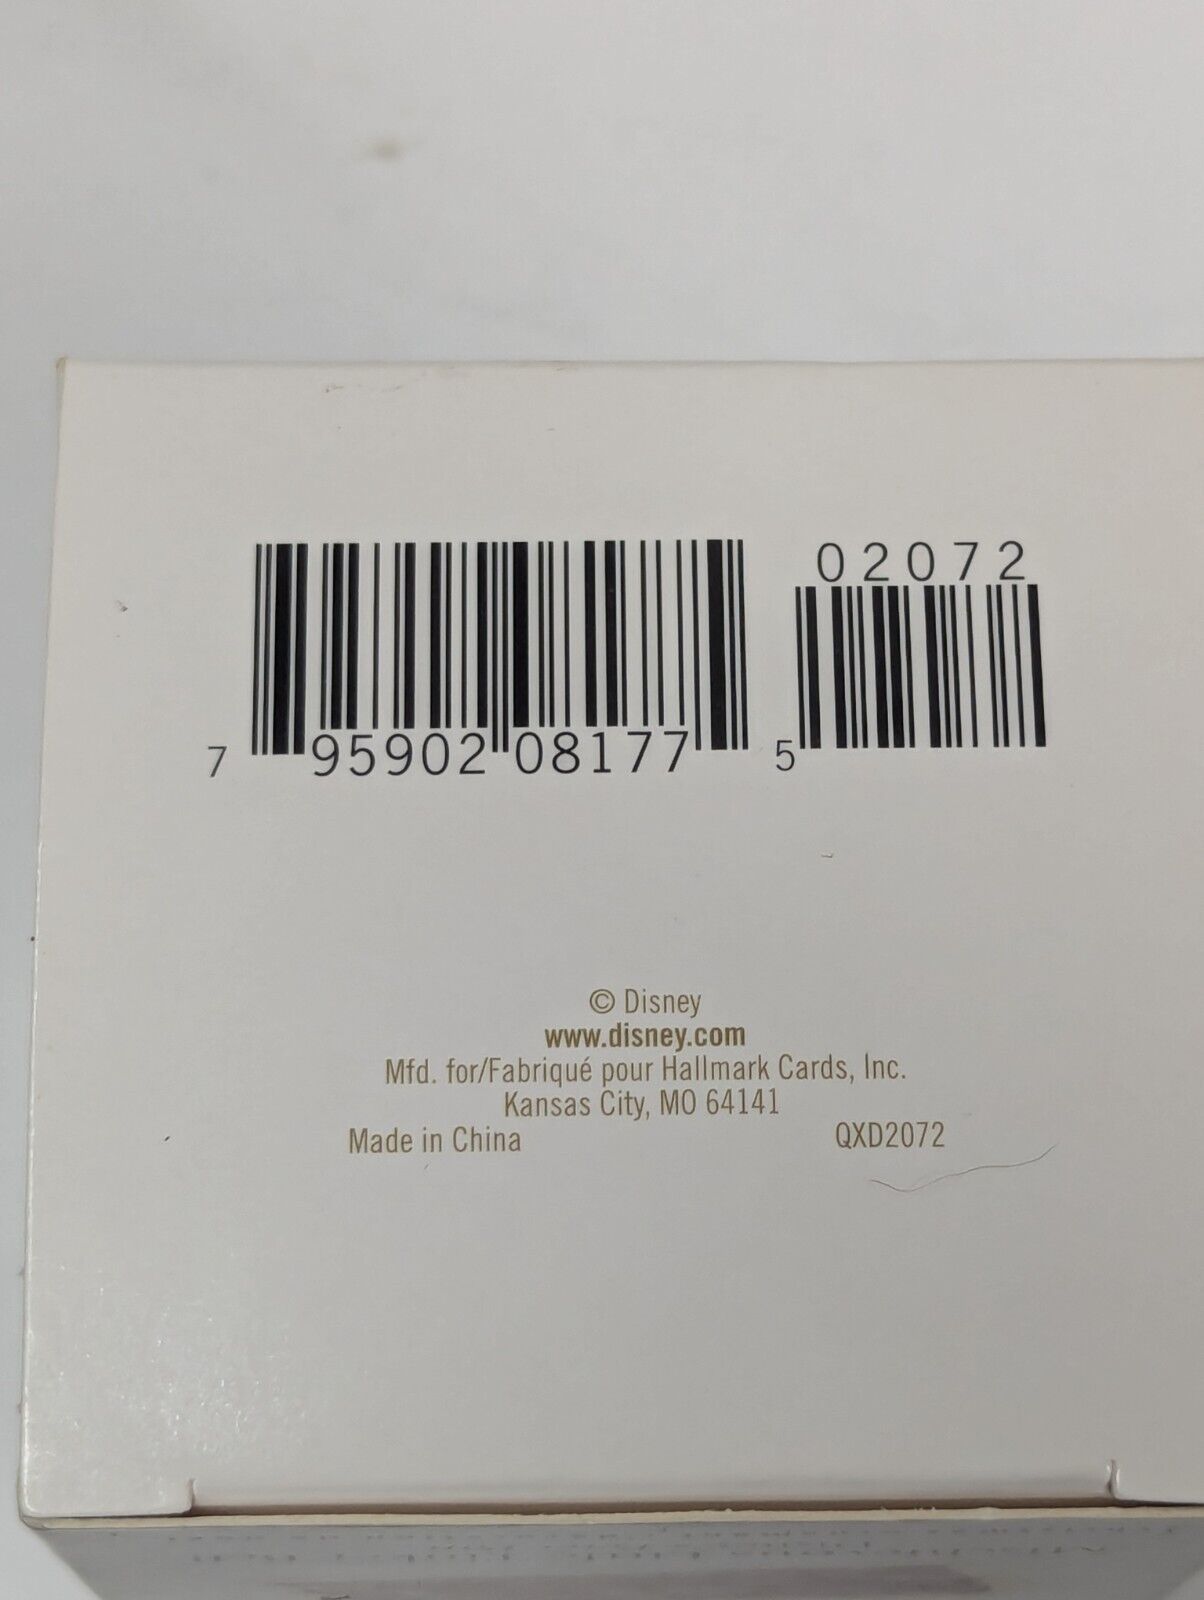 02072
7 95902 08177 5
© Disney
www.disney.com
Mfd. for/Fabriqué pour Hallmark Cards, Inc.
Kansas City, MO 64141
Made in China QXD2072